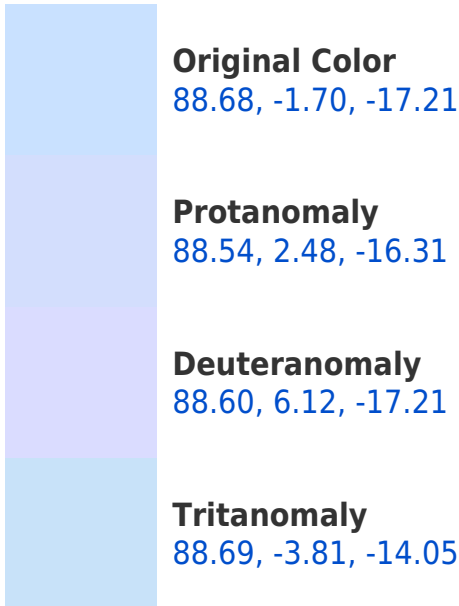 Original Color
88.68, -1.70, -17.21
Protanomaly
88.54, 2.48, -16.31
Deuteranomaly
88.60, 6.12, -17.21
Tritanomaly
88.69, -3.81, -14.05